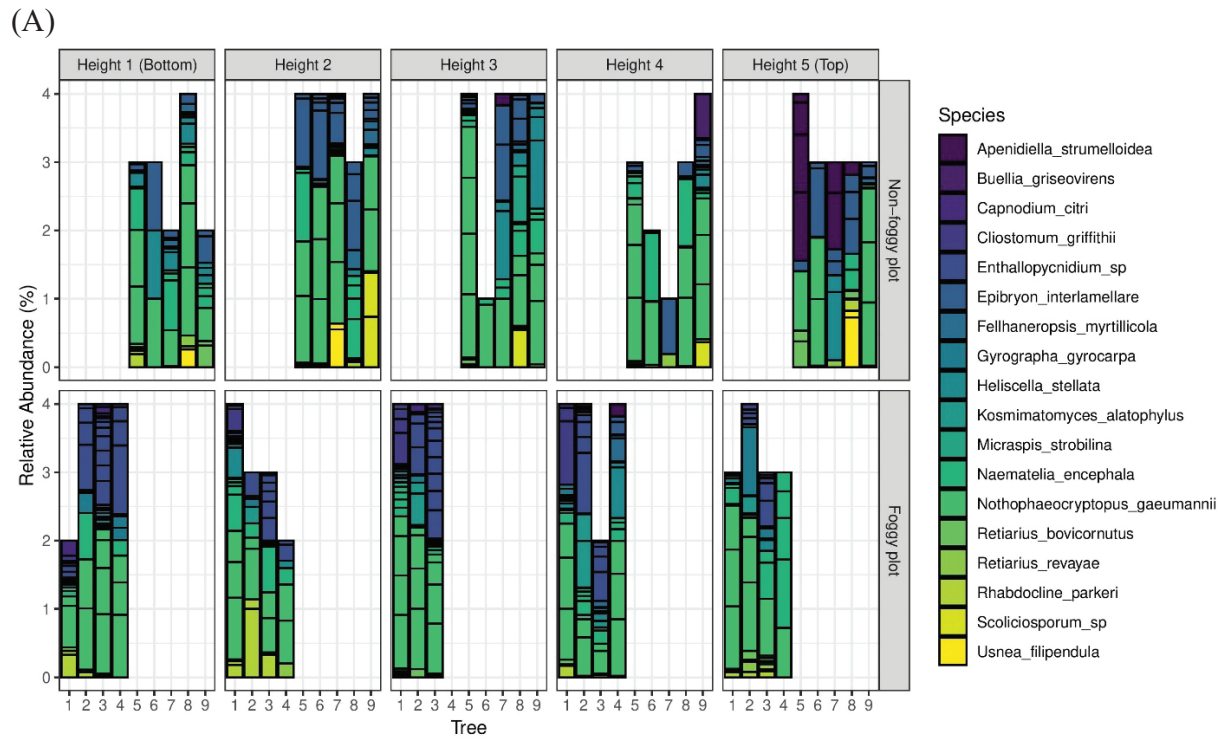 (A)
Height 1 (Bottom)
Height 2
Height 3
Height 4
Height 5 (Top)
Relative Abundance (%)
4
3
2
1
0
Non−foggy plot
4
3
2
1
0
Foggy plot
1 2 3 4 5 6 7 8 9
1 2 3 4 5 6 7 8 9
1 2 3 4 5 6 7 8 9
1 2 3 4 5 6 7 8 9
1 2 3 4 5 6 7 8 9
Tree
Species
Apenidiella_strumelloidea
Buellia_griseovirens
Capnodium_citri
Cliostomum_griffithii
Enthallopycnidium_sp
Epibryon_interlamellare
Fellhaneropsis_myrtillicola
Gyrographa_gyrocarpa
Heliscella_stellata
Kosmimatomyces_alatophylus
Micraspis_strobilina
Naematelia_encephala
Nothophaeocryptopus_gaeumannii
Retiarius_bovicornutus
Retiarius_revayae
Rhabdocline_parkeri
Scoliciosporum_sp
Usnea_filipendula